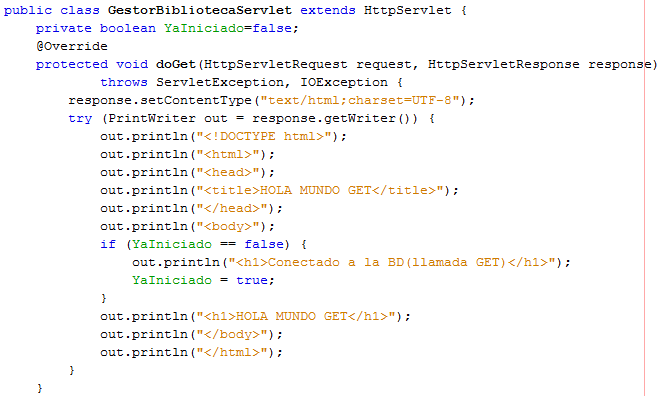 public class GestorBibliotecaServlet extends HttpServlet {
    private boolean YaIniciado=false;
    @Override
    protected void doGet(HttpServletRequest request, HttpServletResponse response)
            throws ServletException, IOException {
        response.setContentType("text/html;charset=UTF-8");
        try (PrintWriter out = response.getWriter()) {
            out.println("<!DOCTYPE html>");
            out.println("<html>");
            out.println("<head>");
            out.println("<title>HOLA MUNDO GET</title>");
            out.println("</head>");
            out.println("<body>");
            if (YaIniciado == false) {
                out.println("<h1>Conectado a la BD(llamada GET)</h1>");
                YaIniciado = true;
            }
            out.println("<h1>HOLA MUNDO GET</h1>");
            out.println("</body>");
            out.println("</html>");
        }
    }